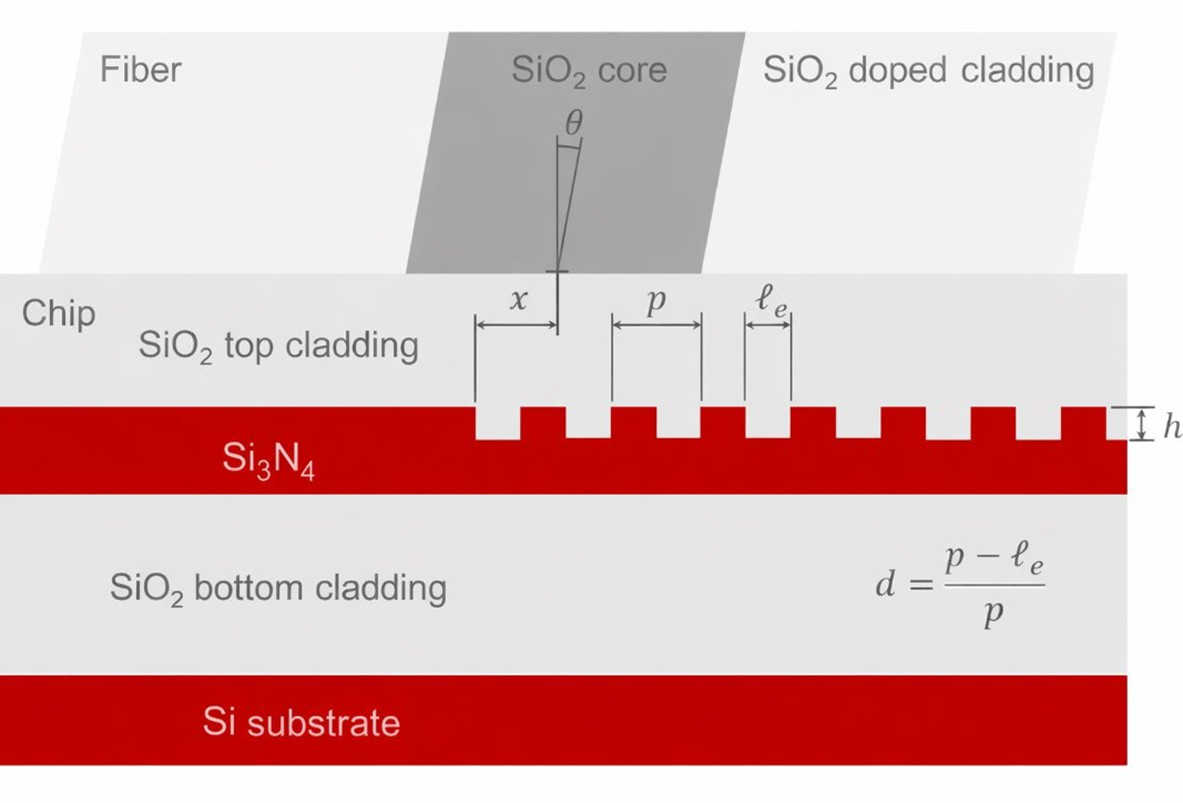 Fiber
SiO₂ core
SiO₂ doped cladding
θ
Chip
x
p
ℓₑ
SiO₂ top cladding
h
Si₃N₄
SiO₂ bottom cladding
d = (p − ℓₑ) / p
Si substrate